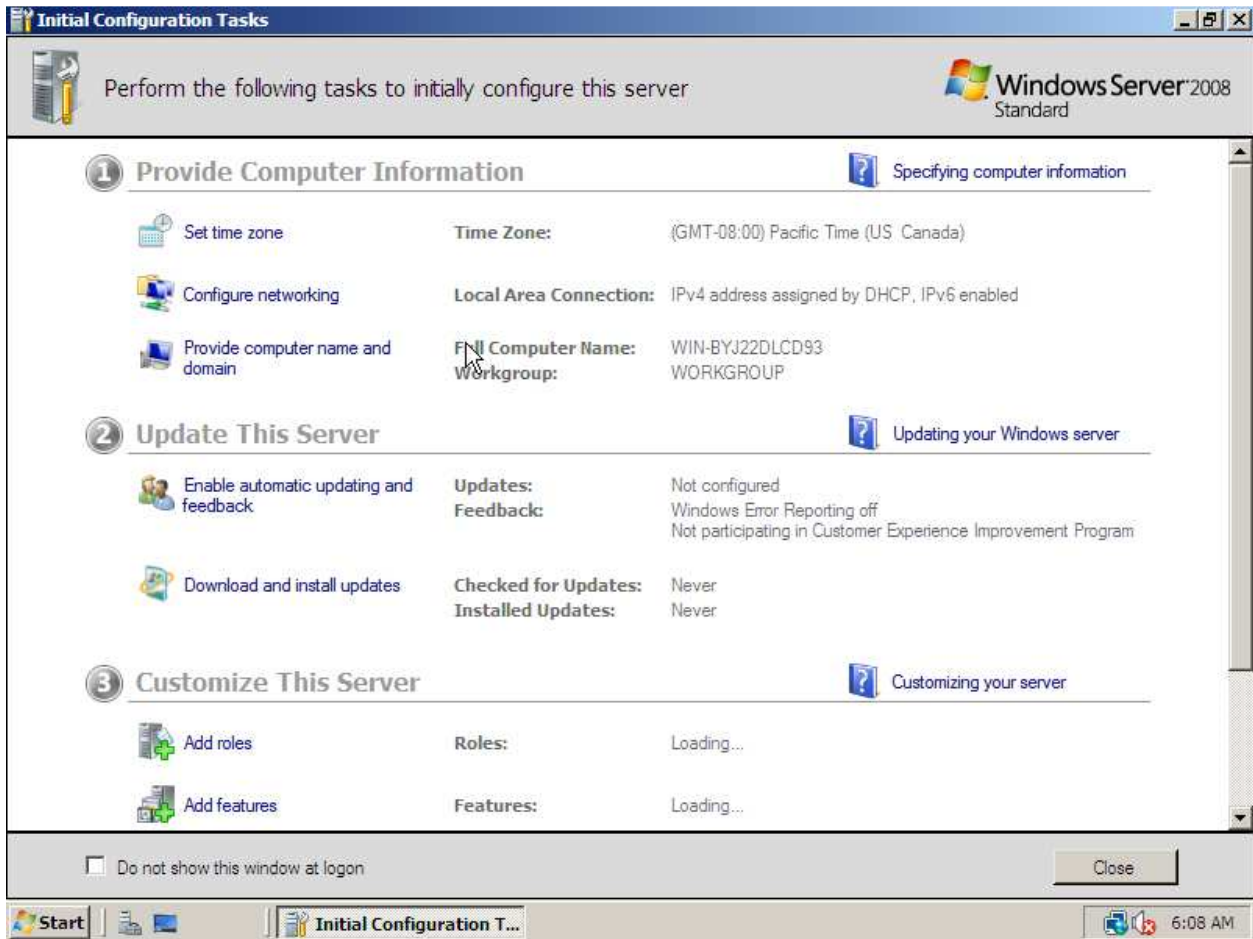 Initial Configuration Tasks
Perform the following tasks to initially configure this server
Windows Server 2008
Standard
1 Provide Computer Information
Specifying computer information
Set time zone
Time Zone: (GMT-08:00) Pacific Time (US Canada)
Configure networking
Local Area Connection: IPv4 address assigned by DHCP, IPv6 enabled
Provide computer name and domain
Full Computer Name: WIN-BYJ22DLCD93
Workgroup: WORKGROUP
2 Update This Server
Updating your Windows server
Enable automatic updating and feedback
Updates: Not configured
Feedback: Windows Error Reporting off
Not participating in Customer Experience Improvement Program
Download and install updates
Checked for Updates: Never
Installed Updates: Never
3 Customize This Server
Customizing your server
Add roles
Roles: Loading...
Add features
Features: Loading...
Do not show this window at logon
Close
Start
Initial Configuration T...
6:08 AM